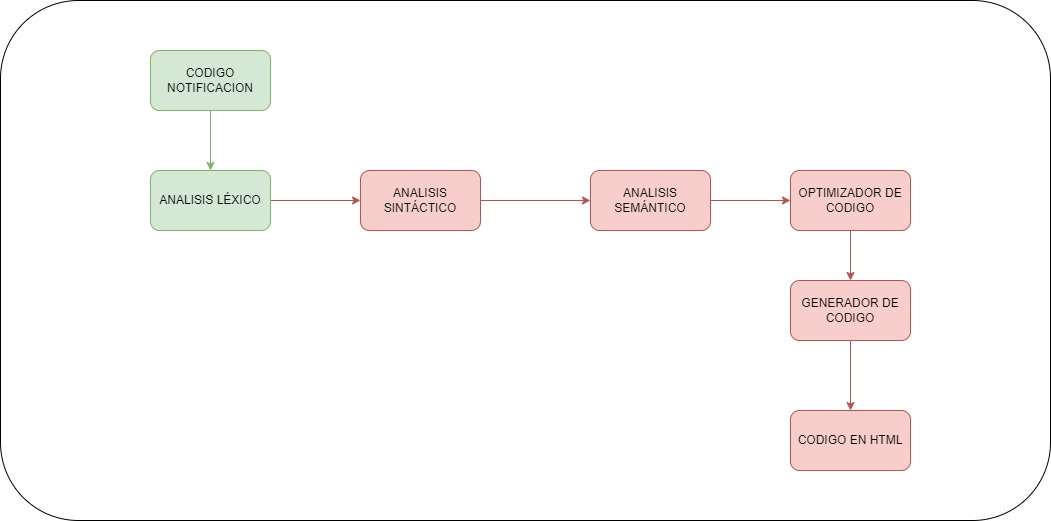 CODIGO
NOTIFICACION
ANALISIS LÉXICO
ANALISIS
SINTÁCTICO
ANALISIS
SEMÁNTICO
OPTIMIZADOR DE
CODIGO
GENERADOR DE
CODIGO
CODIGO EN HTML